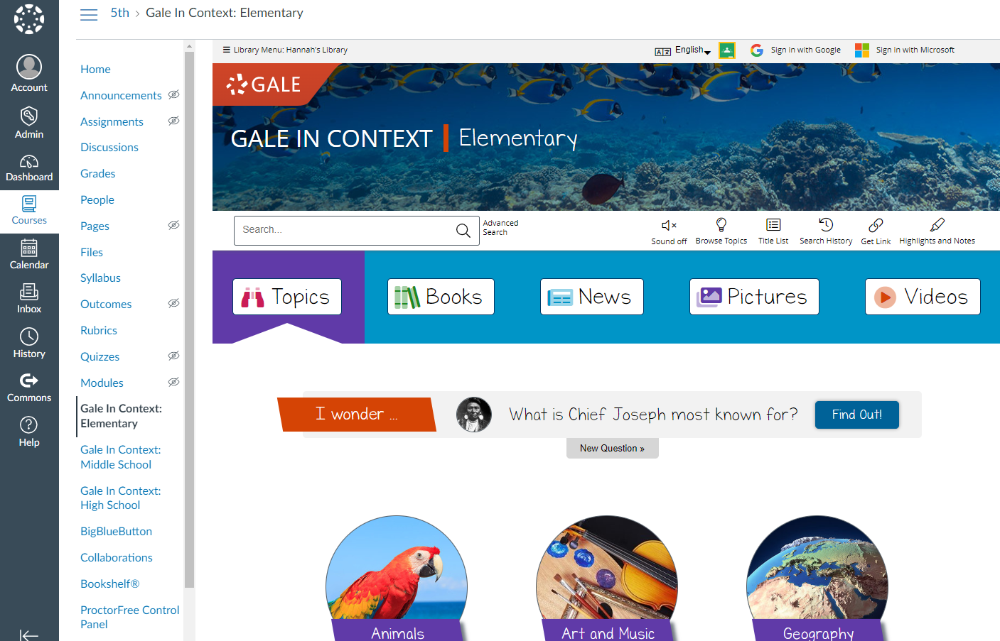 5th › Gale In Context: Elementary
Account
Admin
Dashboard
Courses
Calendar
Inbox
History
Commons
Help
Home
Announcements
Assignments
Discussions
Grades
People
Pages
Files
Syllabus
Outcomes
Rubrics
Quizzes
Modules
Gale In Context:
Elementary
Gale In Context:
Middle School
Gale In Context:
High School
BigBlueButton
Collaborations
Bookshelf®
ProctorFree Control
Panel
Library Menu: Hannah's Library
English
Sign in with Google
Sign in with Microsoft
GALE
GALE IN CONTEXT | Elementary
Search...
Advanced
Search
Sound off
Browse Topics
Title List
Search History
Get Link
Highlights and Notes
Topics
Books
News
Pictures
Videos
I wonder ...
What is Chief Joseph most known for?
Find Out!
New Question »
Animals
Art and Music
Geography